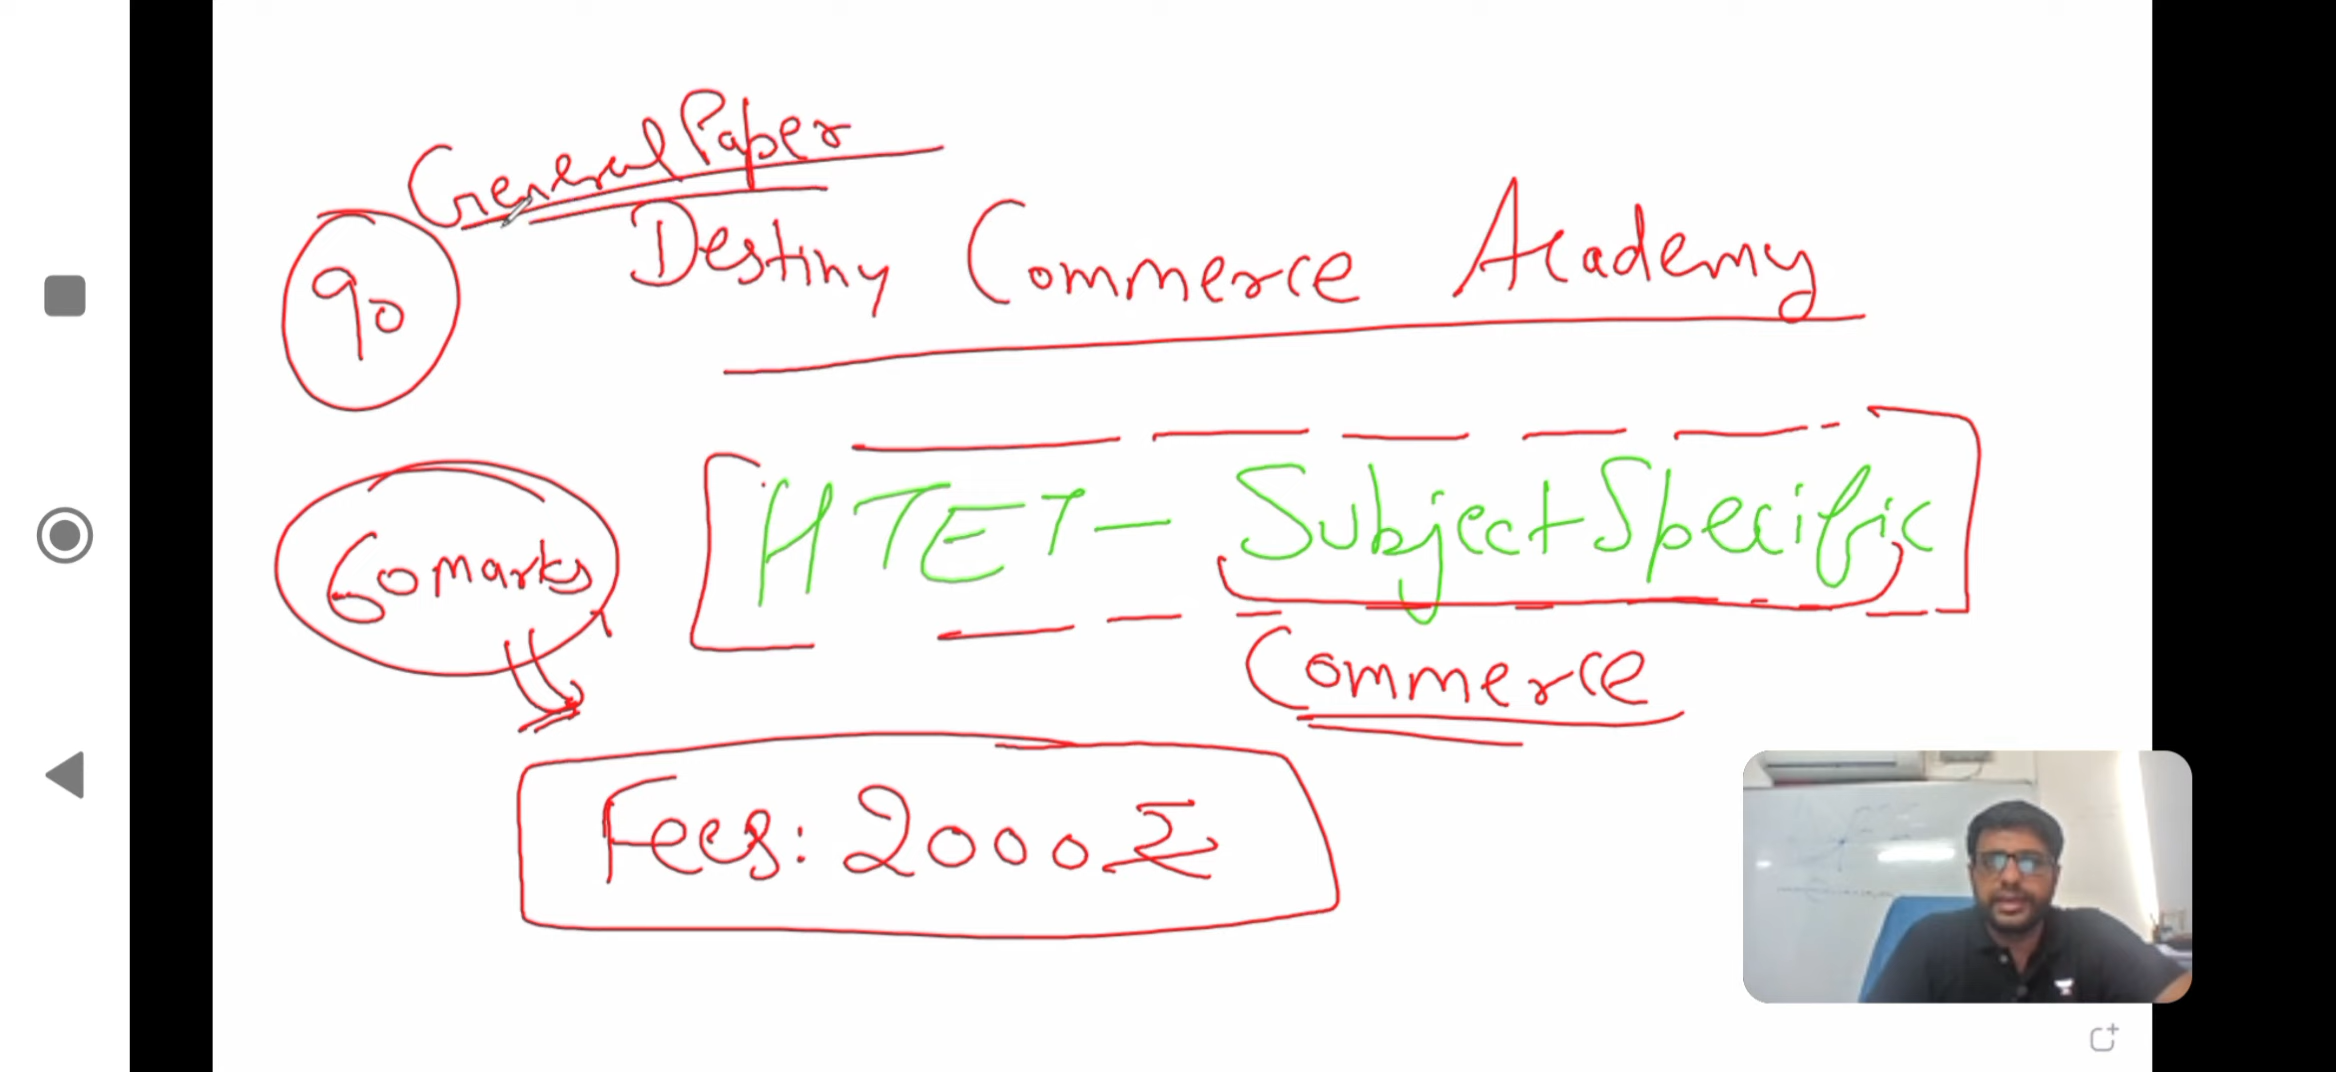 General Paper
90
Destiny Commerce Academy
60 marks
HTET- Subject Specific
Commerce
Fees: 2000